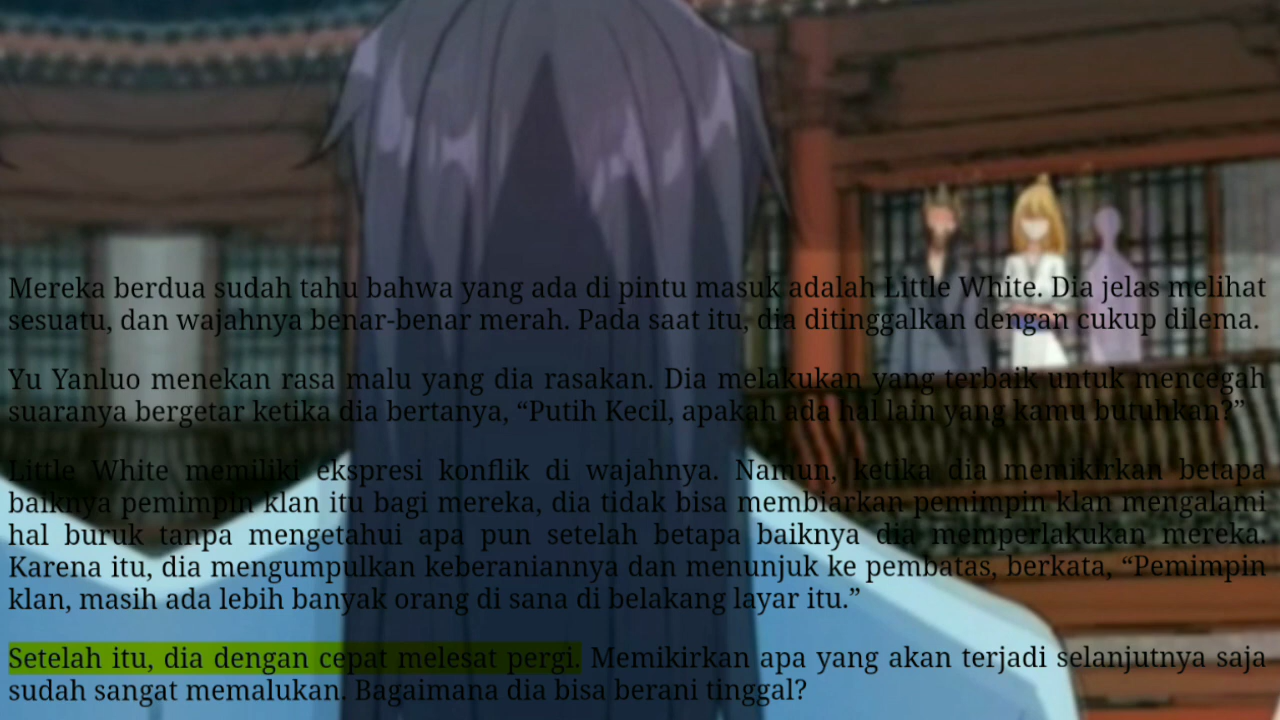 Mereka berdua sudah tahu bahwa yang ada di pintu masuk adalah Little White. Dia jelas melihat
sesuatu, dan wajahnya benar-benar merah. Pada saat itu, dia ditinggalkan dengan cukup dilema.
Yu Yanluo menekan rasa malu yang dia rasakan. Dia melakukan yang terbaik untuk mencegah
suaranya bergetar ketika dia bertanya, “Putih Kecil, apakah ada hal lain yang kamu butuhkan?”
Little White memiliki ekspresi konflik di wajahnya. Namun, ketika dia memikirkan betapa
baiknya pemimpin klan itu bagi mereka, dia tidak bisa membiarkan pemimpin klan mengalami
hal buruk tanpa mengetahui apa pun setelah betapa baiknya dia memperlakukan mereka.
Karena itu, dia mengumpulkan keberaniannya dan menunjuk ke pembatas, berkata, “Pemimpin
klan, masih ada lebih banyak orang di sana di belakang layar itu.”
Setelah itu, dia dengan cepat melesat pergi. Memikirkan apa yang akan terjadi selanjutnya saja
sudah sangat memalukan. Bagaimana dia bisa berani tinggal?